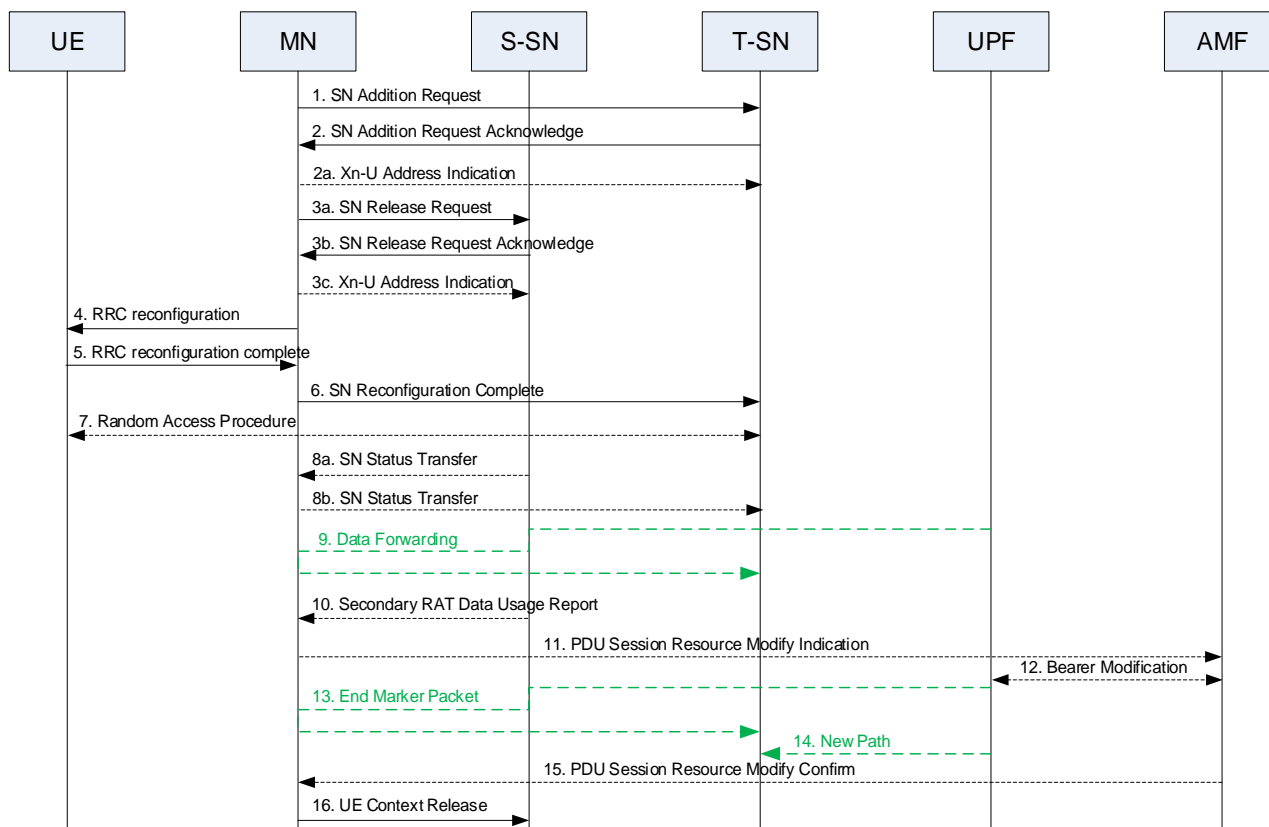 UE
MN
S-SN
T-SN
UPF
AMF
1. SN Addition Request
2. SN Addition Request Acknowledge
2a. Xn-U Address Indication
3a. SN Release Request
3b. SN Release Request Acknowledge
3c. Xn-U Address Indication
4. RRC reconfiguration
5. RRC reconfiguration complete
6. SN Reconfiguration Complete
7. Random Access Procedure
8a. SN Status Transfer
8b. SN Status Transfer
9. Data Forwarding
10. Secondary RAT Data Usage Report
11. PDU Session Resource Modify Indication
12. Bearer Modification
13. End Marker Packet
14. New Path
15. PDU Session Resource Modify Confirm
16. UE Context Release